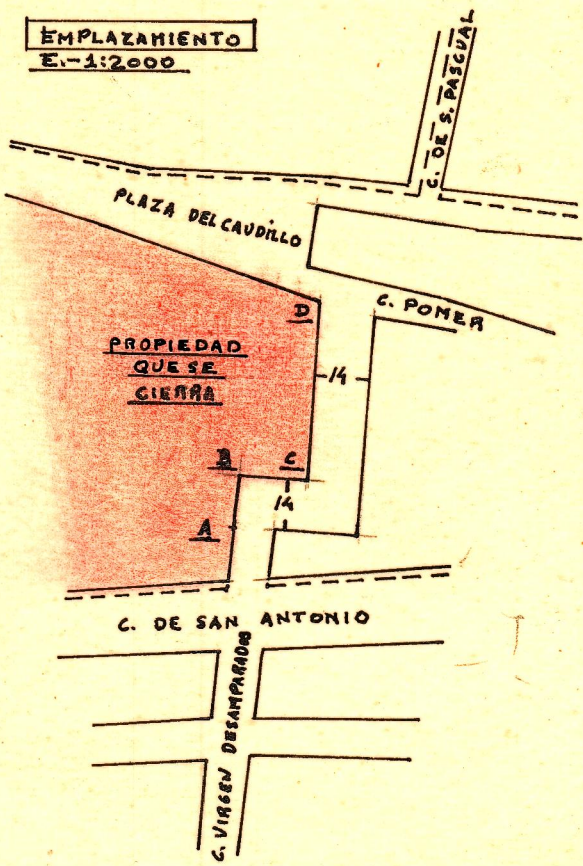 EMPLAZAMIENTO
E.-1:2000
C. DE S. PASCUAL
PLAZA DEL CAUDILLO
D
C. POMER
PROPIEDAD
QUE SE
CIERRA
14
B
C
14
A
C. DE SAN ANTONIO
C. VIRGEN DESAMPARADOS